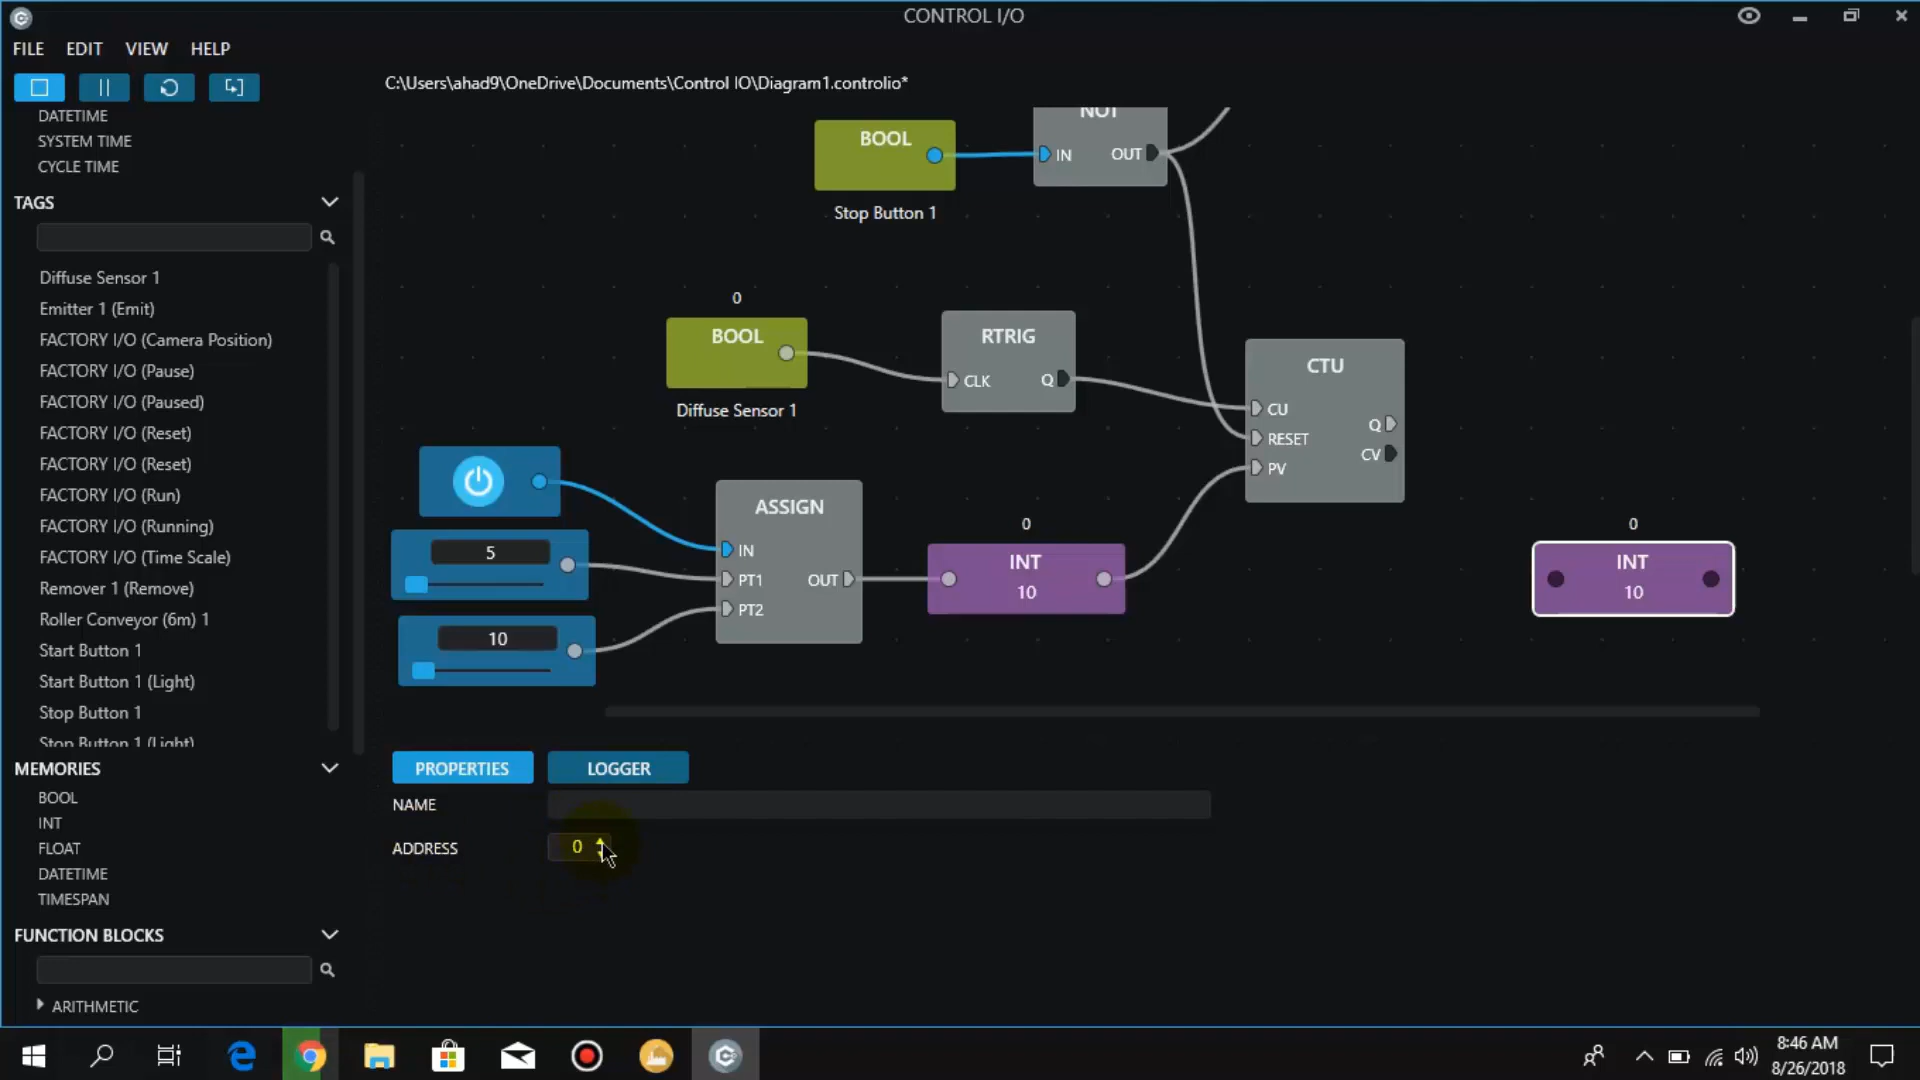 CONTROL I/O
FILE EDIT VIEW HELP
C:\Users\ahad9\OneDrive\Documents\Control IO\Diagram1.controlio*
DATETIME
SYSTEM TIME
CYCLE TIME
TAGS
Diffuse Sensor 1
Emitter 1 (Emit)
FACTORY I/O (Camera Position)
FACTORY I/O (Pause)
FACTORY I/O (Paused)
FACTORY I/O (Reset)
FACTORY I/O (Reset)
FACTORY I/O (Run)
FACTORY I/O (Running)
FACTORY I/O (Time Scale)
Remover 1 (Remove)
Roller Conveyor (6m) 1
Start Button 1
Start Button 1 (Light)
Stop Button 1
Stop Button 1 (Light)
MEMORIES
BOOL
INT
FLOAT
DATETIME
TIMESPAN
FUNCTION BLOCKS
ARITHMETIC
BOOL
Stop Button 1
NOT
IN OUT
0
BOOL
Diffuse Sensor 1
RTRIG
CLK Q
CTU
CU
RESET
PV
Q
CV
5
10
ASSIGN
IN
PT1 OUT
PT2
0
INT
10
0
INT
10
PROPERTIES LOGGER
NAME
ADDRESS 0
8:46 AM
8/26/2018